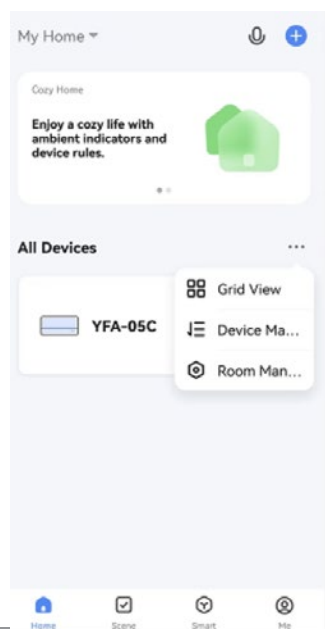 My Home
Cozy Home
Enjoy a cozy life with
ambient indicators and
device rules.
All Devices
Grid View
YFA-05C
Device Ma...
Room Man...
Home Scene Smart Me